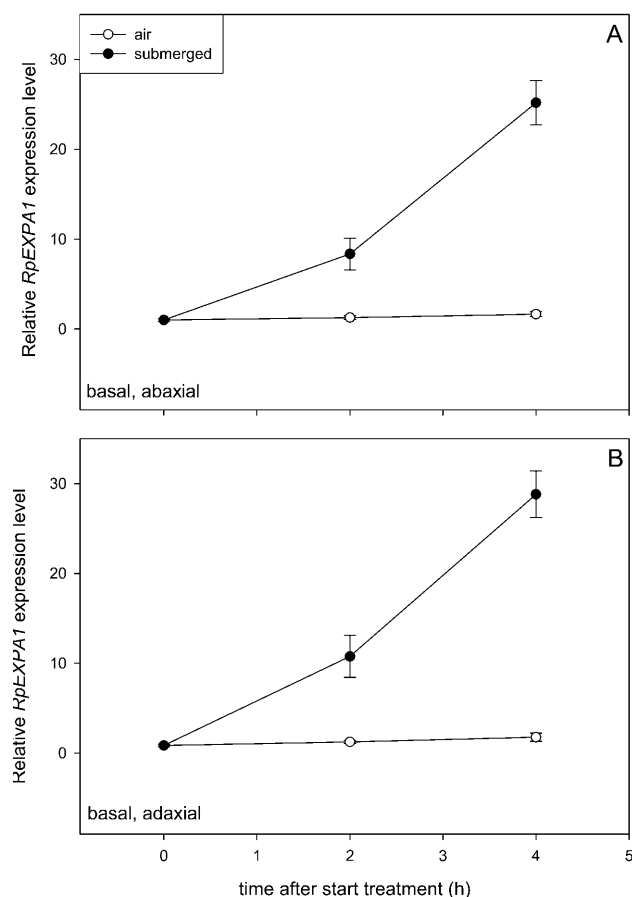 air
submerged
A
30
20
10
0
Relative RpEXPA1 expression level
basal, abaxial
B
30
20
10
0
Relative RpEXPA1 expression level
basal, adaxial
0 1 2 3 4 5
time after start treatment (h)